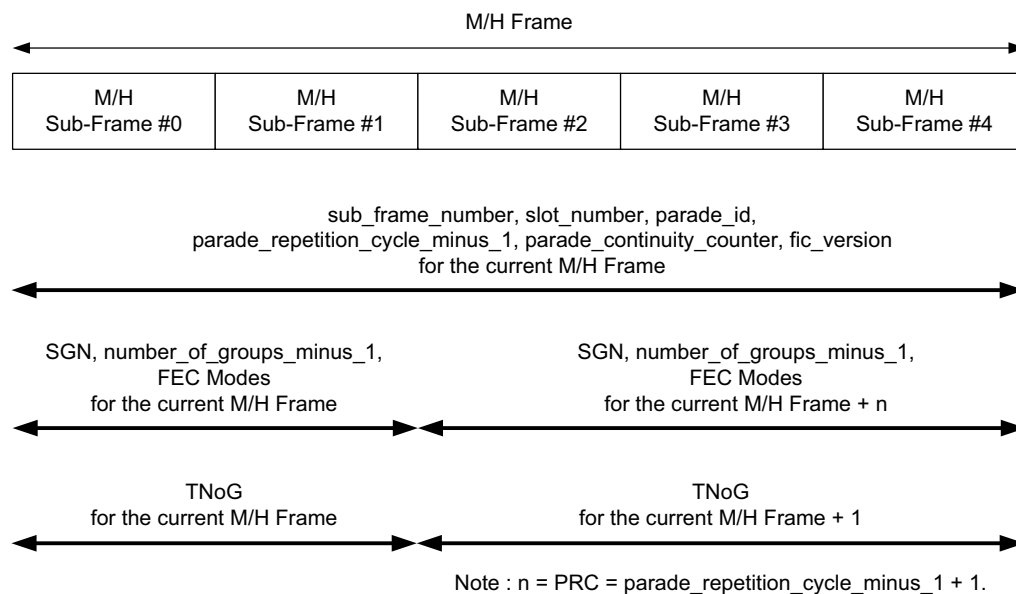 M/H Frame
M/H
Sub-Frame #0
M/H
Sub-Frame #1
M/H
Sub-Frame #2
M/H
Sub-Frame #3
M/H
Sub-Frame #4
sub_frame_number, slot_number, parade_id,
parade_repetition_cycle_minus_1, parade_continuity_counter, fic_version
for the current M/H Frame
SGN, number_of_groups_minus_1,
FEC Modes
for the current M/H Frame
SGN, number_of_groups_minus_1,
FEC Modes
for the current M/H Frame + n
TNoG
for the current M/H Frame
TNoG
for the current M/H Frame + 1
Note : n = PRC = parade_repetition_cycle_minus_1 + 1.